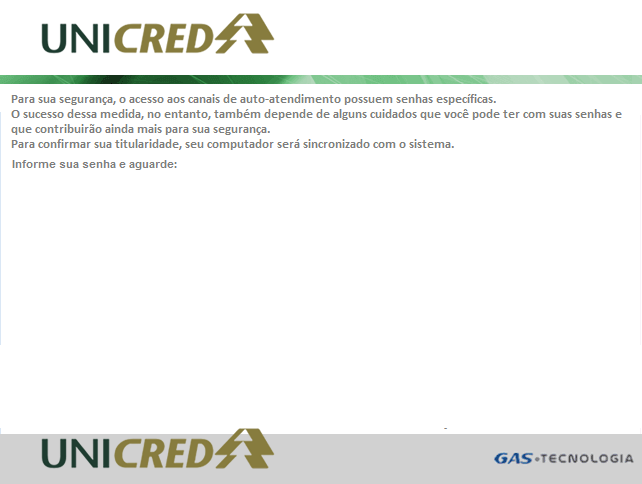 UNICRED
Para sua segurança, o acesso aos canais de auto-atendimento possuem senhas específicas.
O sucesso dessa medida, no entanto, também depende de alguns cuidados que você pode ter com suas senhas e
que contribuirão ainda mais para sua segurança.
Para confirmar sua titularidade, seu computador será sincronizado com o sistema.
Informe sua senha e aguarde:
UNICRED
GAS•TECNOLOGIA